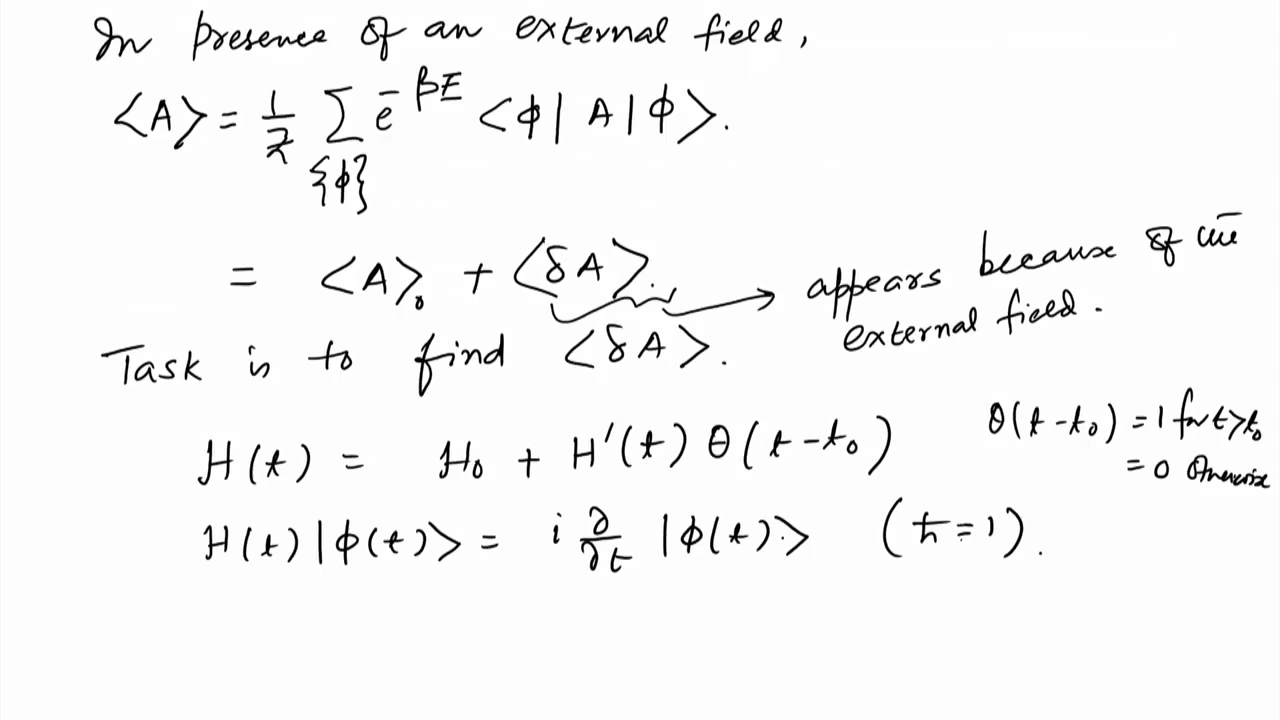 In presence of an external field,
<A> = 1/Z Σ e^-βE <ϕ| A |ϕ>.
{ϕ}
= <A>₀ + <δA>. → appears because of the
external field.
Task is to find <δA>.
H(t) = H₀ + H'(t) θ(t-t₀)
θ(t-t₀) = 1 for t>t₀
= 0 otherwise
H(t) |ϕ(t)> = i ∂/∂t |ϕ(t)> (ħ=1).